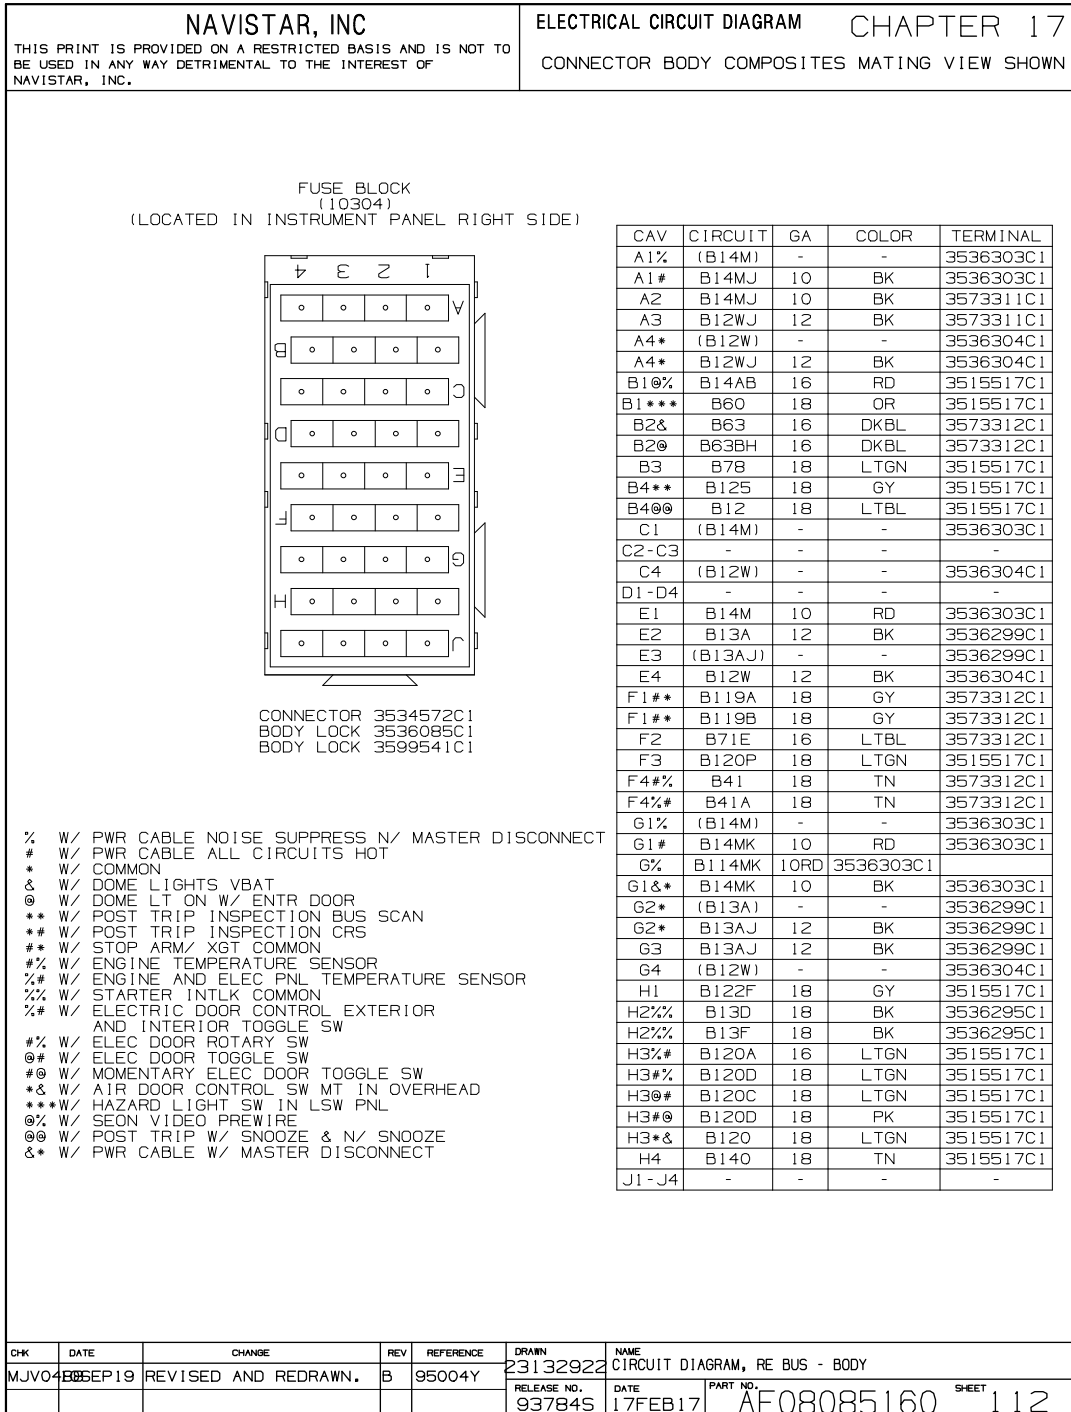 NAVISTAR, INC
THIS PRINT IS PROVIDED ON A RESTRICTED BASIS AND IS NOT TO
BE USED IN ANY WAY DETRIMENTAL TO THE INTEREST OF
NAVISTAR, INC.
ELECTRICAL CIRCUIT DIAGRAM CHAPTER 17
CONNECTOR BODY COMPOSITES MATING VIEW SHOWN
FUSE BLOCK
(10304)
(LOCATED IN INSTRUMENT PANEL RIGHT SIDE)
4 3 2 1
A
B
C
D
E
F
G
H
J
CONNECTOR 3534572C1
BODY LOCK 3536085C1
BODY LOCK 3599541C1
% W/ PWR CABLE NOISE SUPPRESS N/ MASTER DISCONNECT
# W/ PWR CABLE ALL CIRCUITS HOT
* W/ COMMON
& W/ DOME LIGHTS VBAT
@ W/ DOME LT ON W/ ENTR DOOR
** W/ POST TRIP INSPECTION BUS SCAN
*# W/ POST TRIP INSPECTION CRS
#* W/ STOP ARM/ XGT COMMON
#% W/ ENGINE TEMPERATURE SENSOR
%# W/ ENGINE AND ELEC PNL TEMPERATURE SENSOR
%% W/ STARTER INTLK COMMON
%# W/ ELECTRIC DOOR CONTROL EXTERIOR
AND INTERIOR TOGGLE SW
#% W/ ELEC DOOR ROTARY SW
@# W/ ELEC DOOR TOGGLE SW
#@ W/ MOMENTARY ELEC DOOR TOGGLE SW
*& W/ AIR DOOR CONTROL SW MT IN OVERHEAD
***W/ HAZARD LIGHT SW IN LSW PNL
@% W/ SEON VIDEO PREWIRE
@@ W/ POST TRIP W/ SNOOZE & N/ SNOOZE
&* W/ PWR CABLE W/ MASTER DISCONNECT
CAV CIRCUIT GA COLOR TERMINAL
A1% (B14M) - - 3536303C1
A1# B14MJ 10 BK 3536303C1
A2 B14MJ 10 BK 3573311C1
A3 B12WJ 12 BK 3573311C1
A4* (B12W) - - 3536304C1
A4* B12WJ 12 BK 3536304C1
B1@% B14AB 16 RD 3515517C1
B1*** B60 18 OR 3515517C1
B2& B63 16 DKBL 3573312C1
B2@ B63BH 16 DKBL 3573312C1
B3 B78 18 LTGN 3515517C1
B4** B125 18 GY 3515517C1
B4@@ B12 18 LTBL 3515517C1
C1 (B14M) - - 3536303C1
C2-C3 - - - -
C4 (B12W) - - 3536304C1
D1-D4 - - - -
E1 B14M 10 RD 3536303C1
E2 B13A 12 BK 3536299C1
E3 (B13AJ) - - 3536299C1
E4 B12W 12 BK 3536304C1
F1#* B119A 18 GY 3573312C1
F1#* B119B 18 GY 3573312C1
F2 B71E 16 LTBL 3573312C1
F3 B120P 18 LTGN 3515517C1
F4#% B41 18 TN 3573312C1
F4%# B41A 18 TN 3573312C1
G1% (B14M) - - 3536303C1
G1# B14MK 10 RD 3536303C1
G% B114MK 10RD 3536303C1
G1&* B14MK 10 BK 3536303C1
G2* (B13A) - - 3536299C1
G2* B13AJ 12 BK 3536299C1
G3 B13AJ 12 BK 3536299C1
G4 (B12W) - - 3536304C1
H1 B122F 18 GY 3515517C1
H2%% B13D 18 BK 3536295C1
H2%% B13F 18 BK 3536295C1
H3%# B120A 16 LTGN 3515517C1
H3#% B120D 18 LTGN 3515517C1
H3@# B120C 18 LTGN 3515517C1
H3#@ B120D 18 PK 3515517C1
H3*& B120 18 LTGN 3515517C1
H4 B140 18 TN 3515517C1
J1-J4 - - - -
CHK DATE CHANGE REV REFERENCE DRAWN NAME
SEP19 REVISED AND REDRAWN. B 95004Y 23132922 CIRCUIT DIAGRAM, RE BUS - BODY
RELEASE NO. DATE PART NO. SHEET
93784S 17FEB17 AF08085160 112